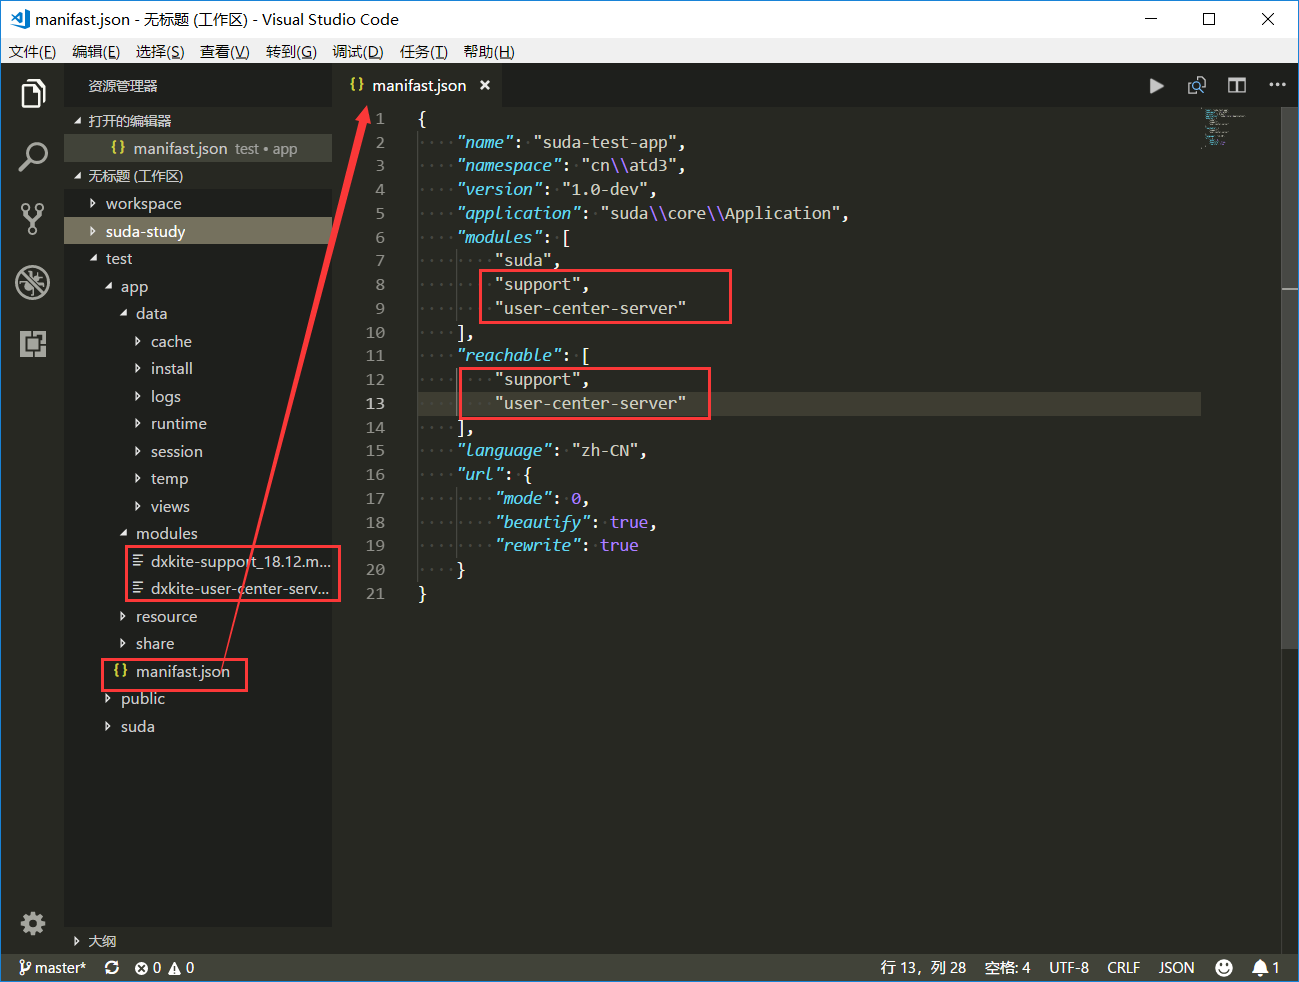 manifast.json - 无标题 (工作区) - Visual Studio Code
文件(F) 编辑(E) 选择(S) 查看(V) 转到(G) 调试(D) 任务(T) 帮助(H)
资源管理器
打开的编辑器
{} manifast.json test • app
无标题 (工作区)
workspace
suda-study
test
app
data
cache
install
logs
runtime
session
temp
views
modules
dxkite-support_18.12.m...
dxkite-user-center-serv...
resource
share
{} manifast.json
public
suda
大纲
{} manifast.json
1 {
2 "name": "suda-test-app",
3 "namespace": "cn\\atd3",
4 "version": "1.0-dev",
5 "application": "suda\\core\\Application",
6 "modules": [
7 "suda",
8 "support",
9 "user-center-server"
10 ],
11 "reachable": [
12 "support",
13 "user-center-server"
14 ],
15 "language": "zh-CN",
16 "url": {
17 "mode": 0,
18 "beautify": true,
19 "rewrite": true
20 }
21 }
master* 0 0 行 13，列 28 空格: 4 UTF-8 CRLF JSON 1